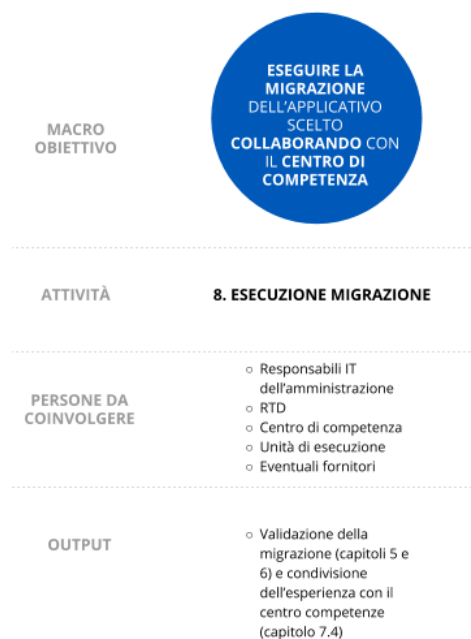 MACRO
OBIETTIVO
ESEGUIRE LA
MIGRAZIONE
DELL'APPLICATIVO
SCELTO
COLLABORANDO CON
IL CENTRO DI
COMPETENZA
ATTIVITÀ
8. ESECUZIONE MIGRAZIONE
PERSONE DA
COINVOLGERE
○ Responsabili IT
dell'amministrazione
○ RTD
○ Centro di competenza
○ Unità di esecuzione
○ Eventuali fornitori
OUTPUT
○ Validazione della
migrazione (capitoli 5 e
6) e condivisione
dell'esperienza con il
centro competenze
(capitolo 7.4)